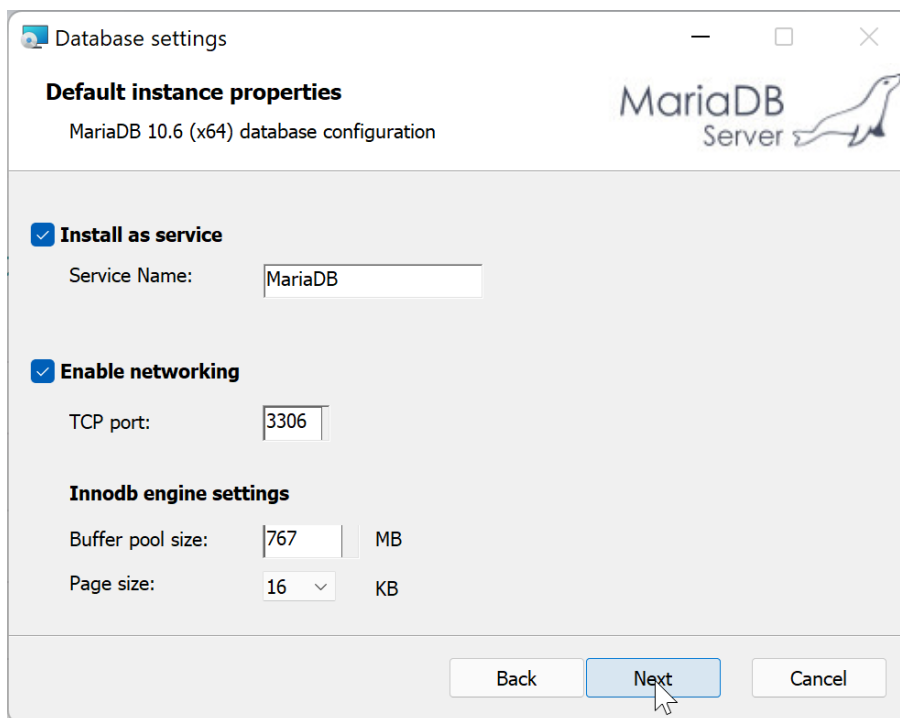 Database settings
Default instance properties
MariaDB 10.6 (x64) database configuration
MariaDB
Server
Install as service
Service Name: MariaDB
Enable networking
TCP port: 3306
Innodb engine settings
Buffer pool size: 767 MB
Page size: 16 KB
Back Next Cancel